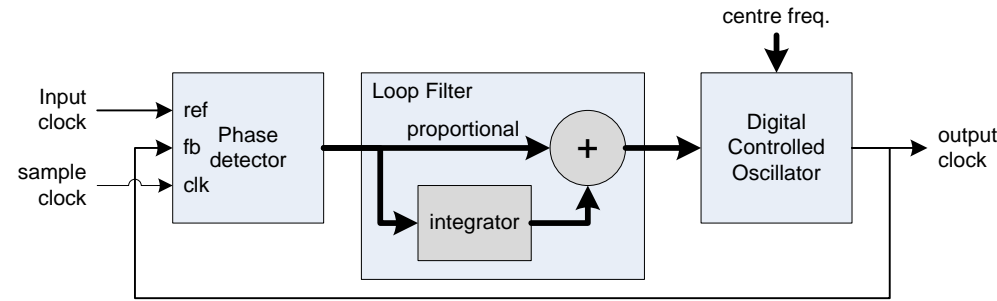 centre freq.
Input
clock
ref
fb
clk
Phase
detector
sample
clock
Loop Filter
proportional
+
integrator
Digital
Controlled
Oscillator
output
clock